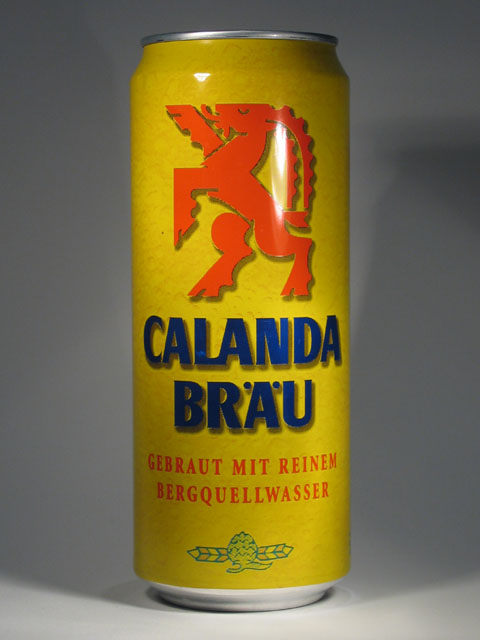 CALANDA
BRÄU
GEBRAUT MIT REINEM
BERGQUELLWASSER